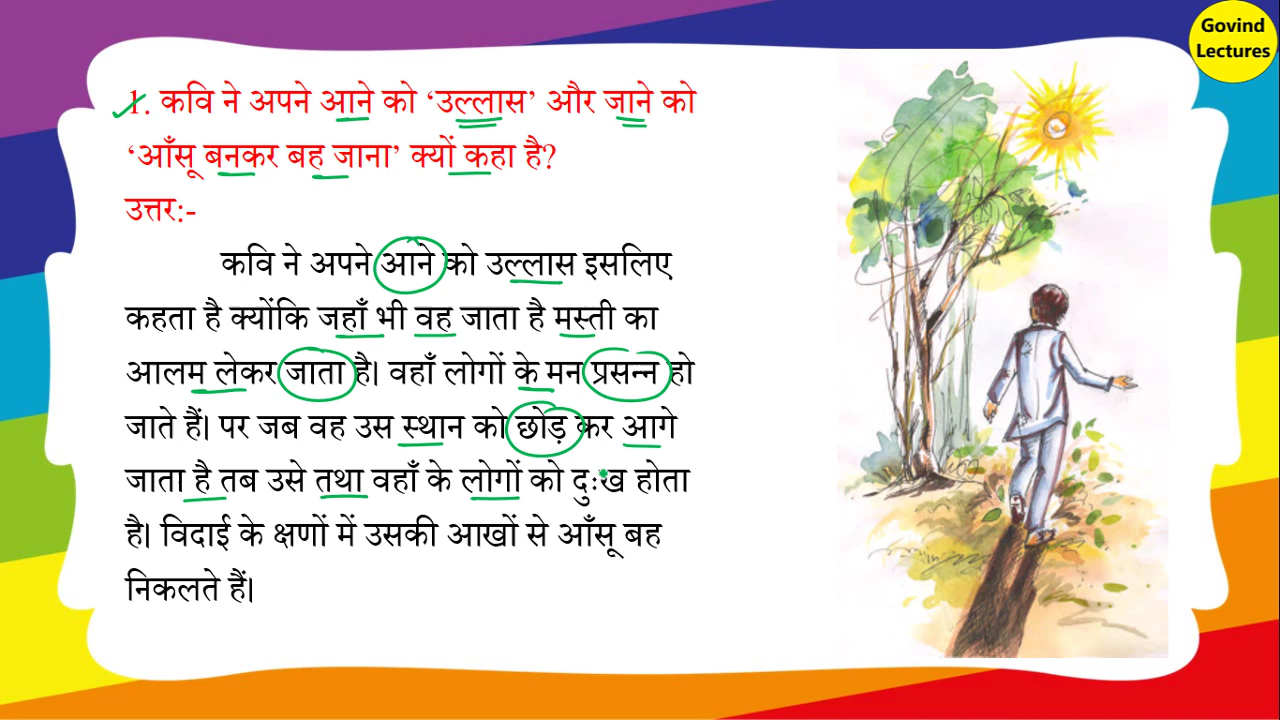 Govind
Lectures
1. कवि ने अपने आने को ‘उल्लास’ और जाने को
‘आँसू बनकर बह जाना’ क्यों कहा है?
उत्तर:-
कवि ने अपने आने को उल्लास इसलिए
कहता है क्योंकि जहाँ भी वह जाता है मस्ती का
आलम लेकर जाता है। वहाँ लोगों के मन प्रसन्न हो
जाते हैं। पर जब वह उस स्थान को छोड़ कर आगे
जाता है तब उसे तथा वहाँ के लोगों को दुःख होता
है। विदाई के क्षणों में उसकी आखों से आँसू बह
निकलते हैं।